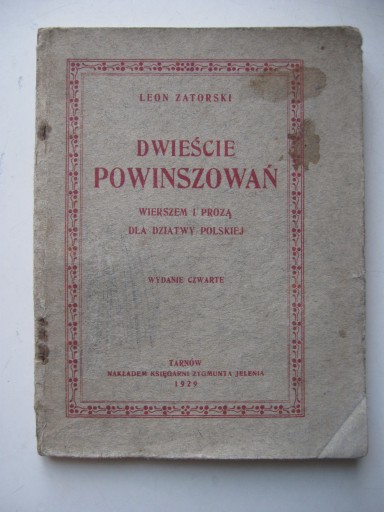 LEON ZATORSKI
DWIEŚCIE
POWINSZOWAŃ
WIERSZEM I PROZĄ
DLA DZIATWY POLSKIEJ
WYDANIE CZWARTE
TARNÓW
NAKŁADEM KSIĘGARNI ZYGMUNTA JELENIA
1929